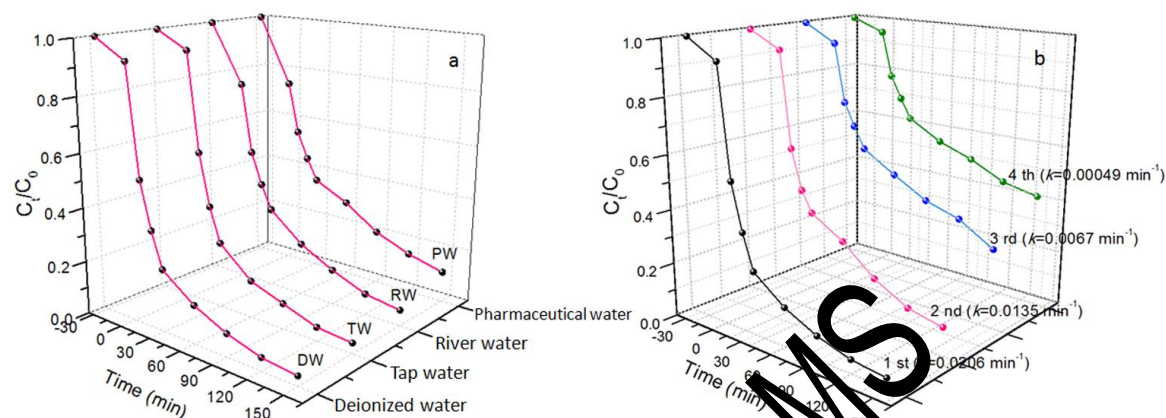 a
1.0
0.8
0.6
0.4
0.2
0.0
Ct/C0
-30
0
30
60
90
120
150
Time (min)
PW
RW
TW
DW
Pharmaceutical water
River water
Tap water
Deionized water
b
1.0
0.8
0.6
0.4
0.2
0.0
Ct/C0
-30
0
30
120
Time (min)
4 th (k=0.00049 min-1)
3 rd (k=0.0067 min-1)
2 nd (k=0.0135 min-1)
1 st ( min-1)
MS